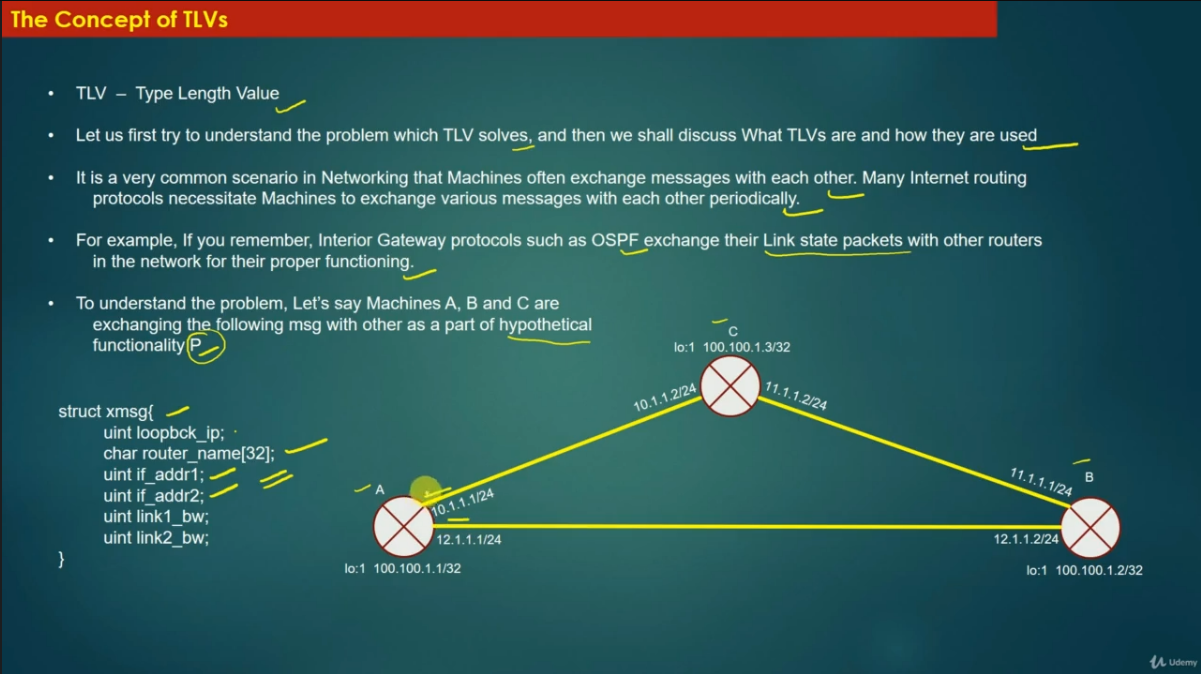 The Concept of TLVs
• TLV – Type Length Value
• Let us first try to understand the problem which TLV solves, and then we shall discuss What TLVs are and how they are used
• It is a very common scenario in Networking that Machines often exchange messages with each other. Many Internet routing
protocols necessitate Machines to exchange various messages with each other periodically.
• For example, If you remember, Interior Gateway protocols such as OSPF exchange their Link state packets with other routers
in the network for their proper functioning.
• To understand the problem, Let's say Machines A, B and C are
exchanging the following msg with other as a part of hypothetical
functionality P
struct xmsg{
uint loopbck_ip;
char router_name[32];
uint if_addr1;
uint if_addr2;
uint link1_bw;
uint link2_bw;
}
C
lo:1 100.100.1.3/32
10.1.1.2/24
11.1.1.2/24
A
10.1.1.1/24
12.1.1.1/24
lo:1 100.100.1.1/32
11.1.1.1/24
B
12.1.1.2/24
lo:1 100.100.1.2/32
Udemy